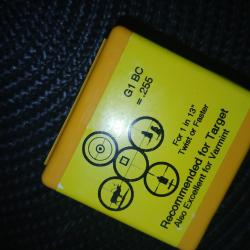 G1 BC
= .255
For 1 in 13"
Twist or Faster
Recommended for Target
Also Excellent for Varmint